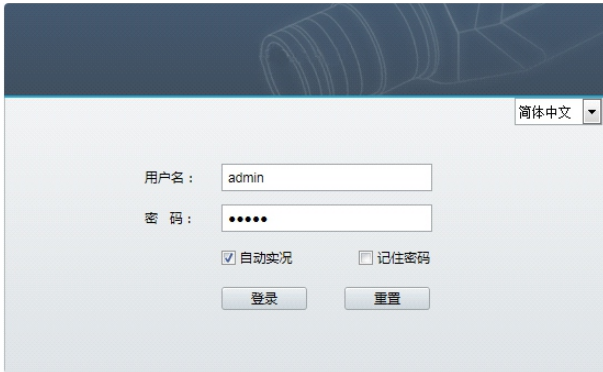 简体中文
用户名： admin
密 码： •••••
自动实况 记住密码
登录 重置